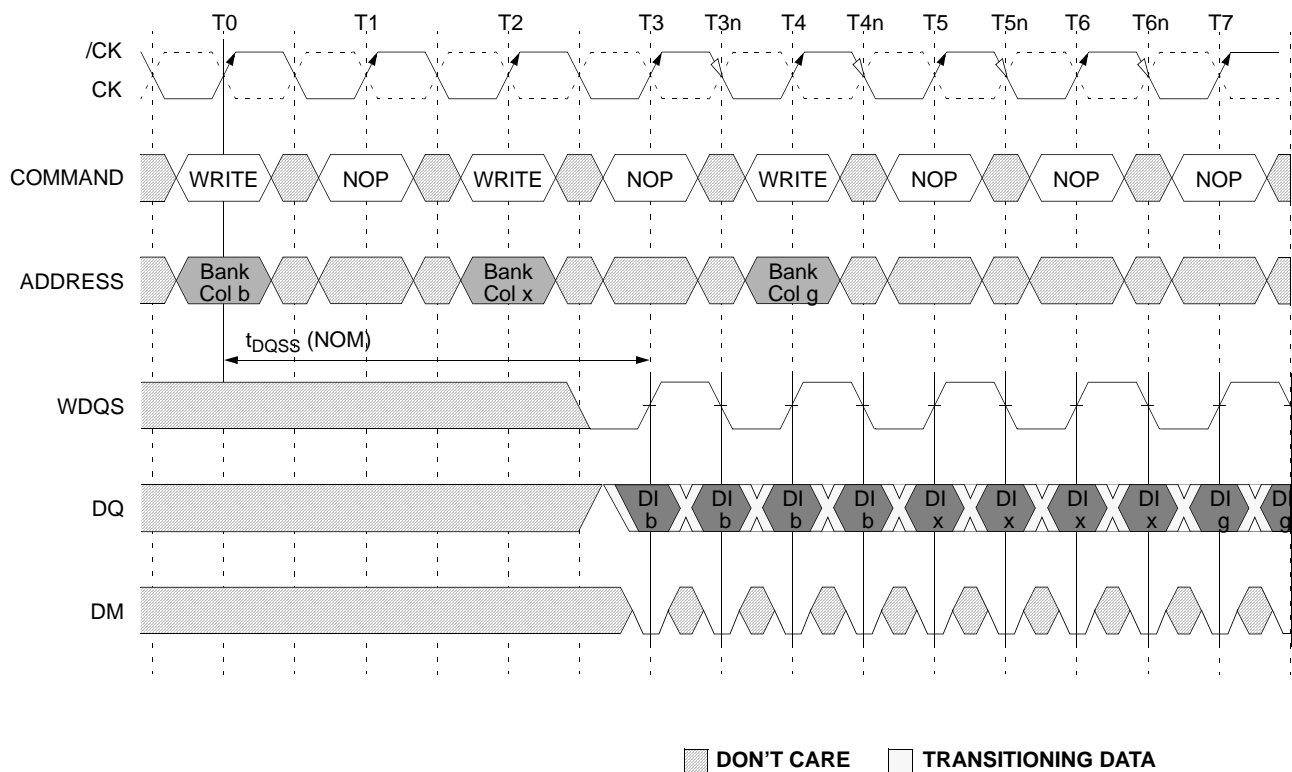 T0 T1 T2 T3 T3n T4 T4n T5 T5n T6 T6n T7
/CK
CK
COMMAND WRITE NOP WRITE NOP WRITE NOP NOP NOP
ADDRESS
Bank
Col b
Bank
Col x
Bank
Col g
tDQSS (NOM)
WDQS
DQ
DI
b
DI
b
DI
b
DI
b
DI
x
DI
x
DI
x
DI
x
DI
g
DI
g
DM
DON'T CARE
TRANSITIONING DATA